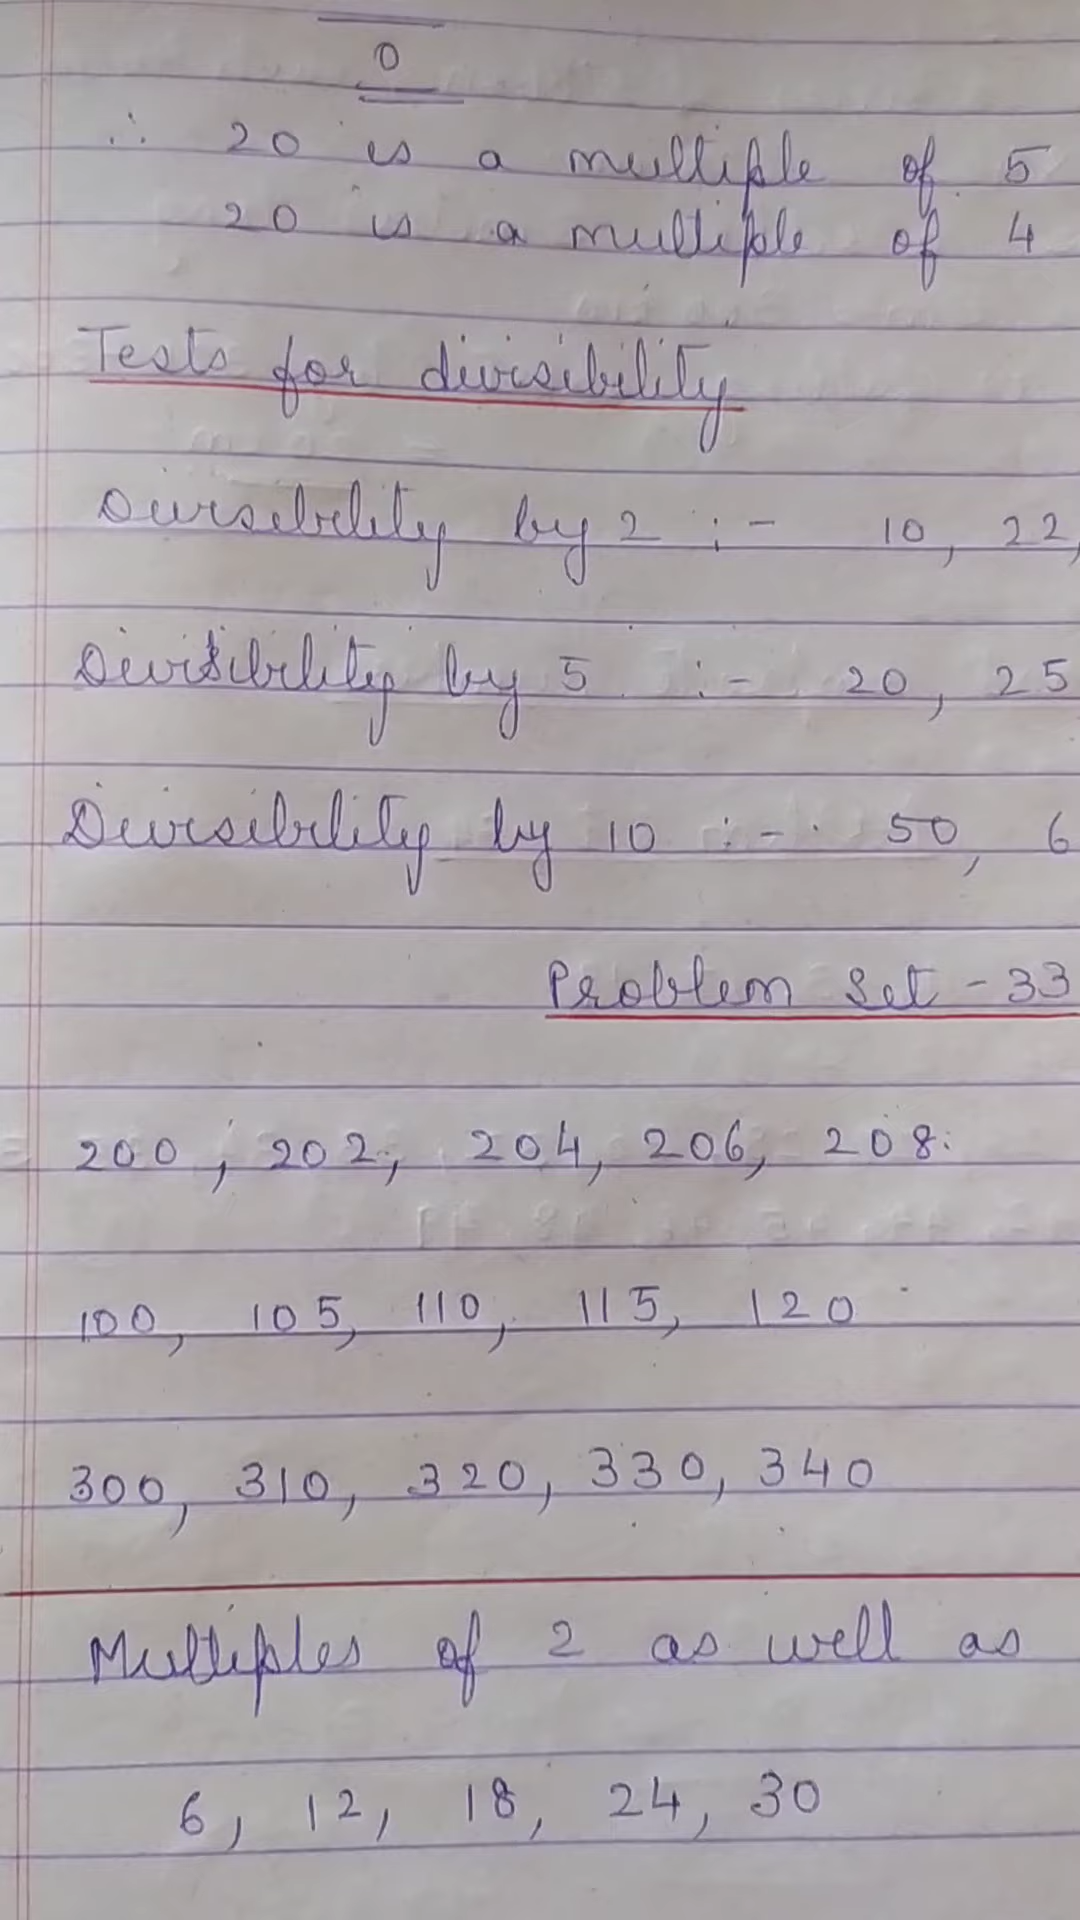 0
∴ 20 is a multiple of 5
20 is a multiple of 4
Tests for divisibility
Divisibility by 2 :- 10, 22,
Divisibility by 5 :- 20, 25
Divisibility by 10 :- 50, 6
Problem Set - 33
200, 202, 204, 206, 208.
100, 105, 110, 115, 120
300, 310, 320, 330, 340
Multiples of 2 as well as
6, 12, 18, 24, 30